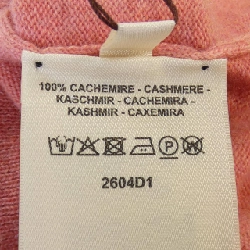 100% CACHEMIRE - CASHMERE -
KASCHMIR - CACHEMIRA -
KASHMIR - CAXEMIRA
2604D1